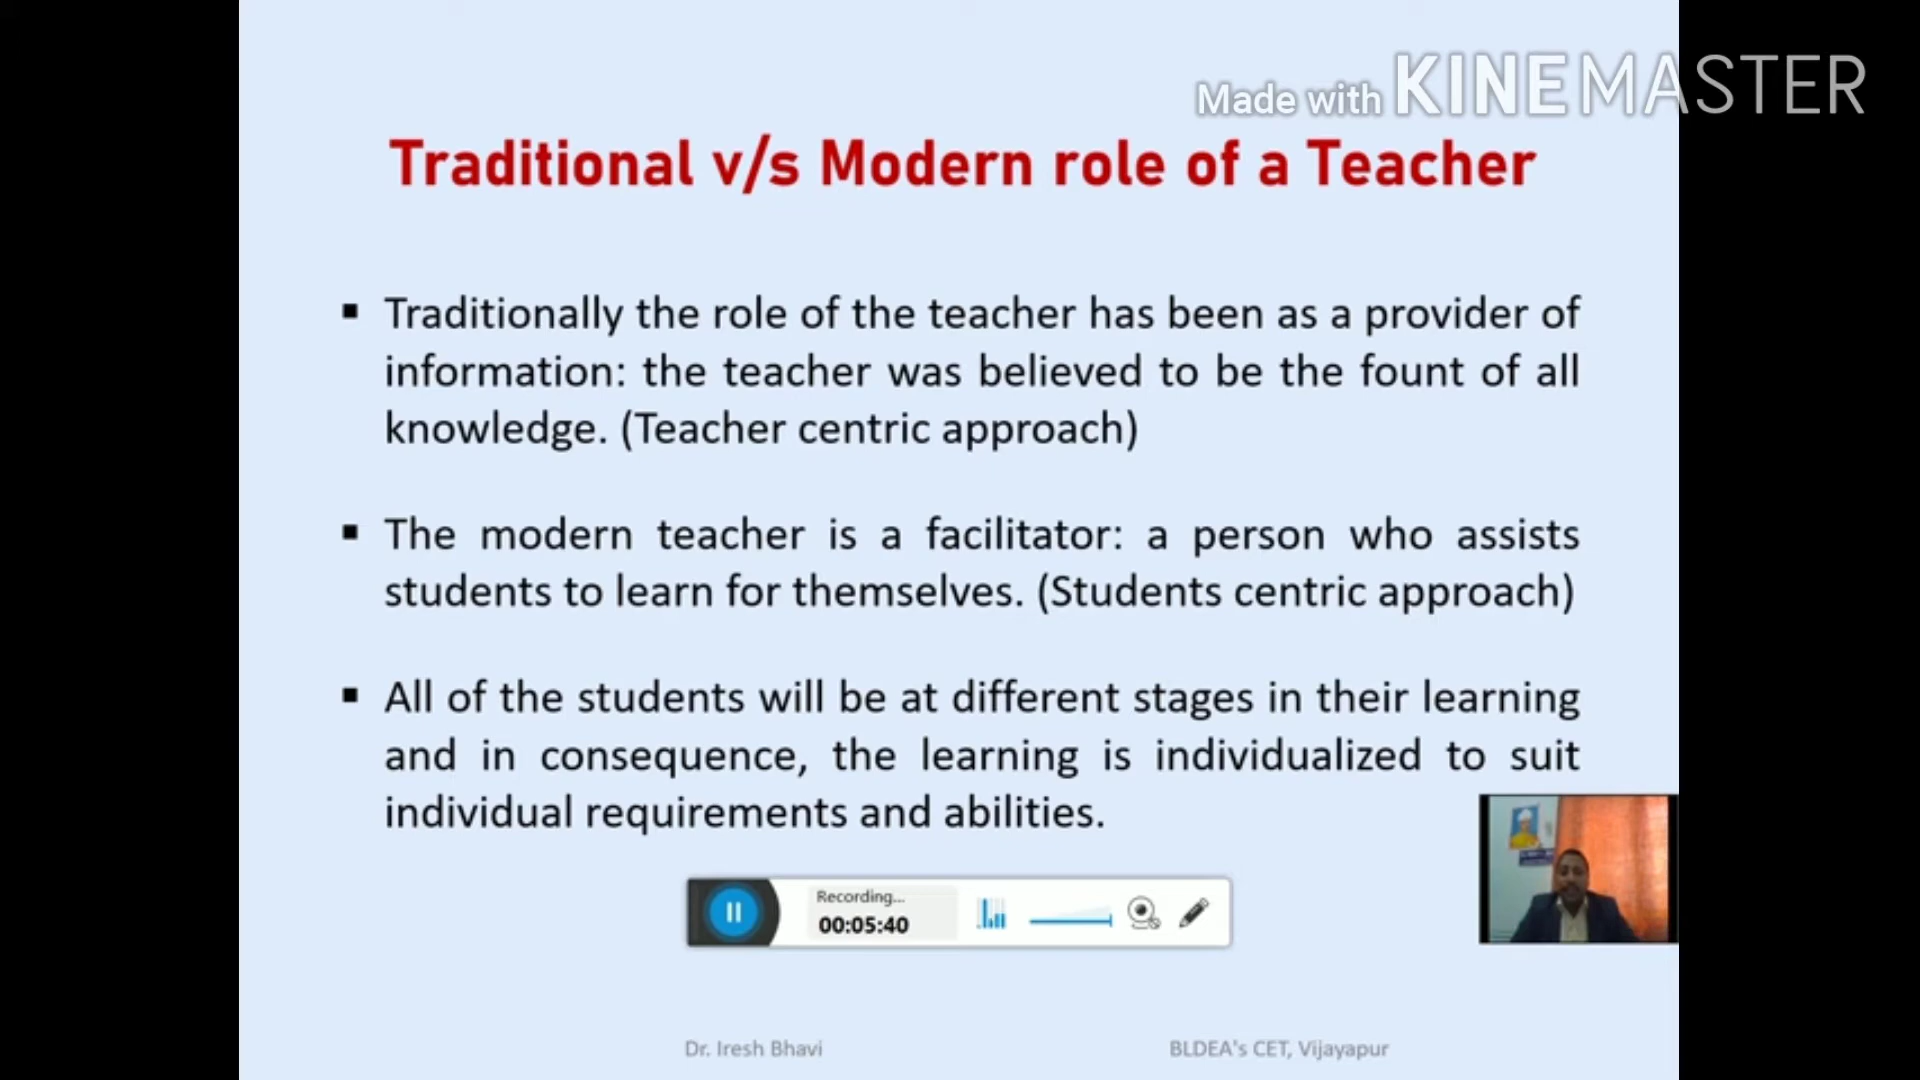 Made with KINEMASTER
Traditional v/s Modern role of a Teacher
▪ Traditionally the role of the teacher has been as a provider of
information: the teacher was believed to be the fount of all
knowledge. (Teacher centric approach)
▪ The modern teacher is a facilitator: a person who assists
students to learn for themselves. (Students centric approach)
▪ All of the students will be at different stages in their learning
and in consequence, the learning is individualized to suit
individual requirements and abilities.
Recording...
00:05:40
Dr. Iresh Bhavi
BLDEA's CET, Vijayapur